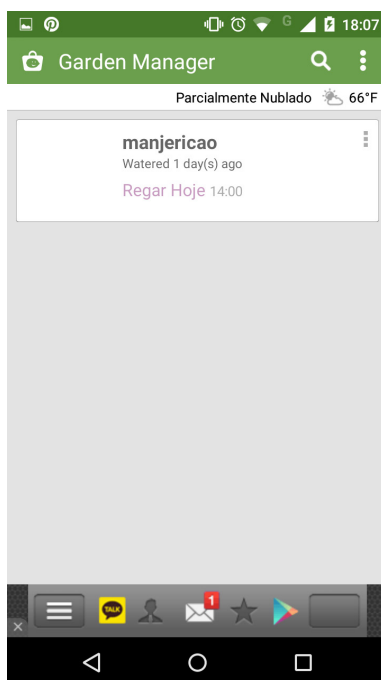 G 18:07
Garden Manager
Parcialmente Nublado 66°F
manjericao
Watered 1 day(s) ago
Regar Hoje 14:00
TALK 1